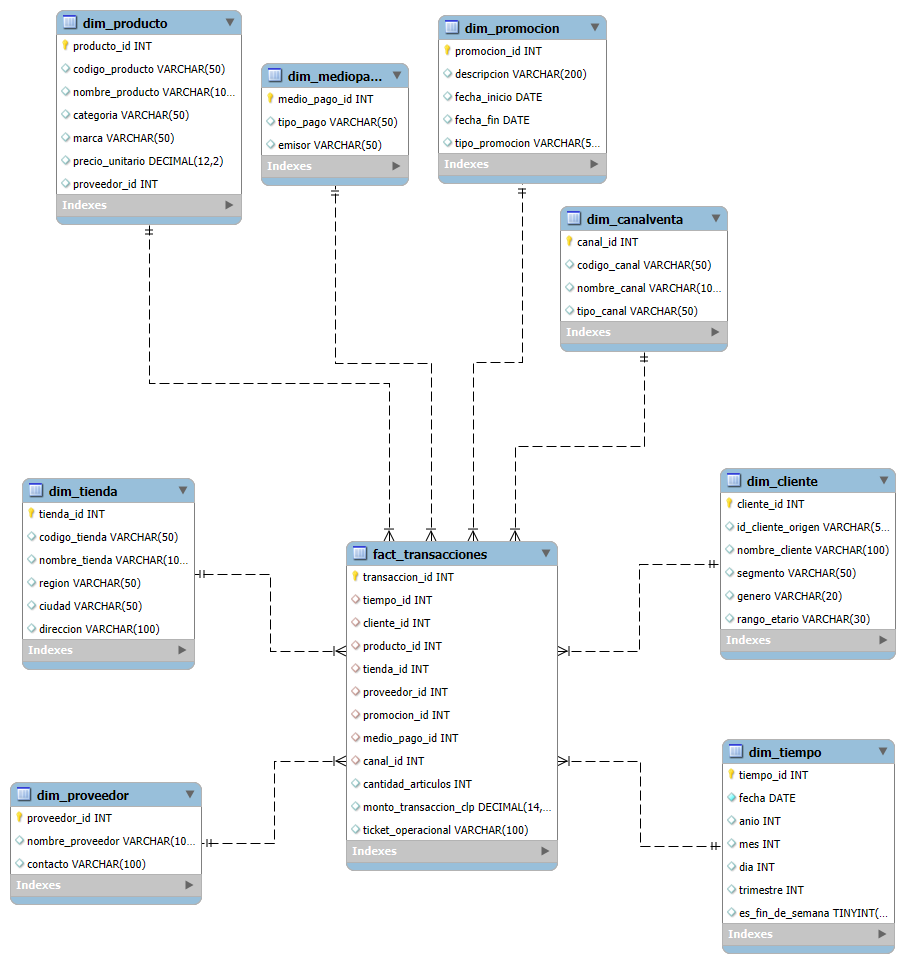 dim_producto
producto_id INT
codigo_producto VARCHAR(50)
nombre_producto VARCHAR(10...
categoria VARCHAR(50)
marca VARCHAR(50)
precio_unitario DECIMAL(12,2)
proveedor_id INT
Indexes
dim_mediopa...
medio_pago_id INT
tipo_pago VARCHAR(50)
emisor VARCHAR(50)
Indexes
dim_promocion
promocion_id INT
descripcion VARCHAR(200)
fecha_inicio DATE
fecha_fin DATE
tipo_promocion VARCHAR(5...
Indexes
dim_canalventa
canal_id INT
codigo_canal VARCHAR(50)
nombre_canal VARCHAR(10...
tipo_canal VARCHAR(50)
Indexes
dim_tienda
tienda_id INT
codigo_tienda VARCHAR(50)
nombre_tienda VARCHAR(10...
region VARCHAR(50)
ciudad VARCHAR(50)
direccion VARCHAR(100)
Indexes
fact_transacciones
transaccion_id INT
tiempo_id INT
cliente_id INT
producto_id INT
tienda_id INT
proveedor_id INT
promocion_id INT
medio_pago_id INT
canal_id INT
cantidad_articulos INT
monto_transaccion_clp DECIMAL(14,...
ticket_operacional VARCHAR(100)
Indexes
dim_cliente
cliente_id INT
id_cliente_origen VARCHAR(5...
nombre_cliente VARCHAR(100)
segmento VARCHAR(50)
genero VARCHAR(20)
rango_etario VARCHAR(30)
Indexes
dim_proveedor
proveedor_id INT
nombre_proveedor VARCHAR(10...
contacto VARCHAR(100)
Indexes
dim_tiempo
tiempo_id INT
fecha DATE
anio INT
mes INT
dia INT
trimestre INT
es_fin_de_semana TINYINT(...
Indexes